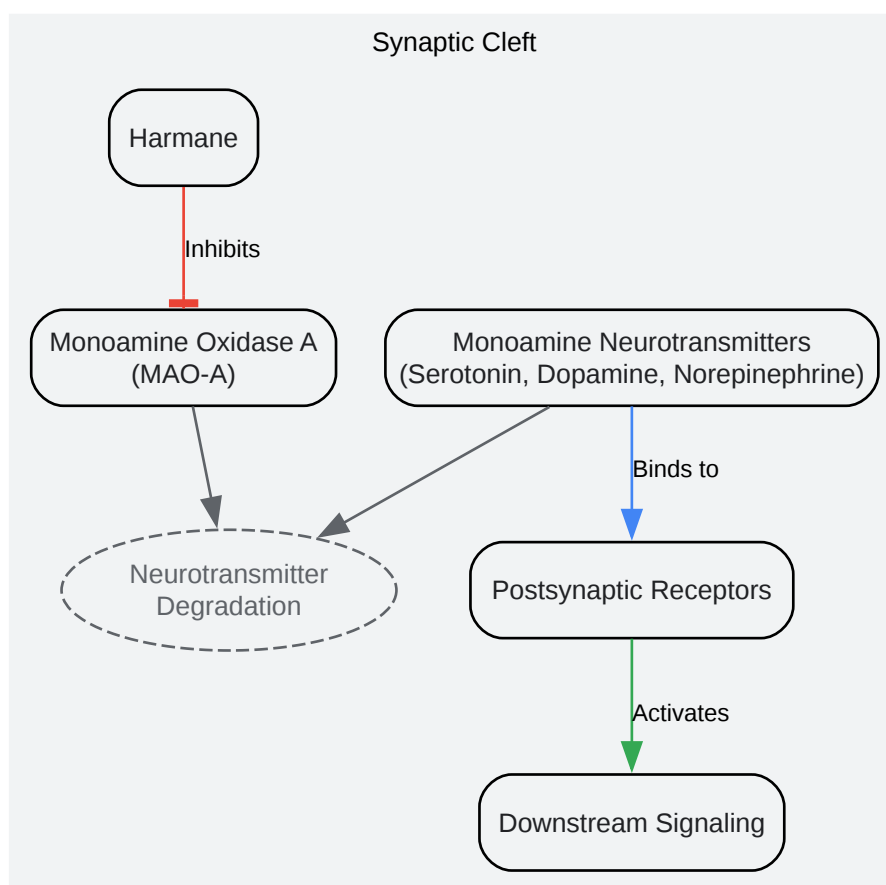 Synaptic Cleft
Harmane
Inhibits
Monoamine Oxidase A
(MAO-A)
Monoamine Neurotransmitters
(Serotonin, Dopamine, Norepinephrine)
Binds to
Neurotransmitter
Degradation
Postsynaptic Receptors
Activates
Downstream Signaling